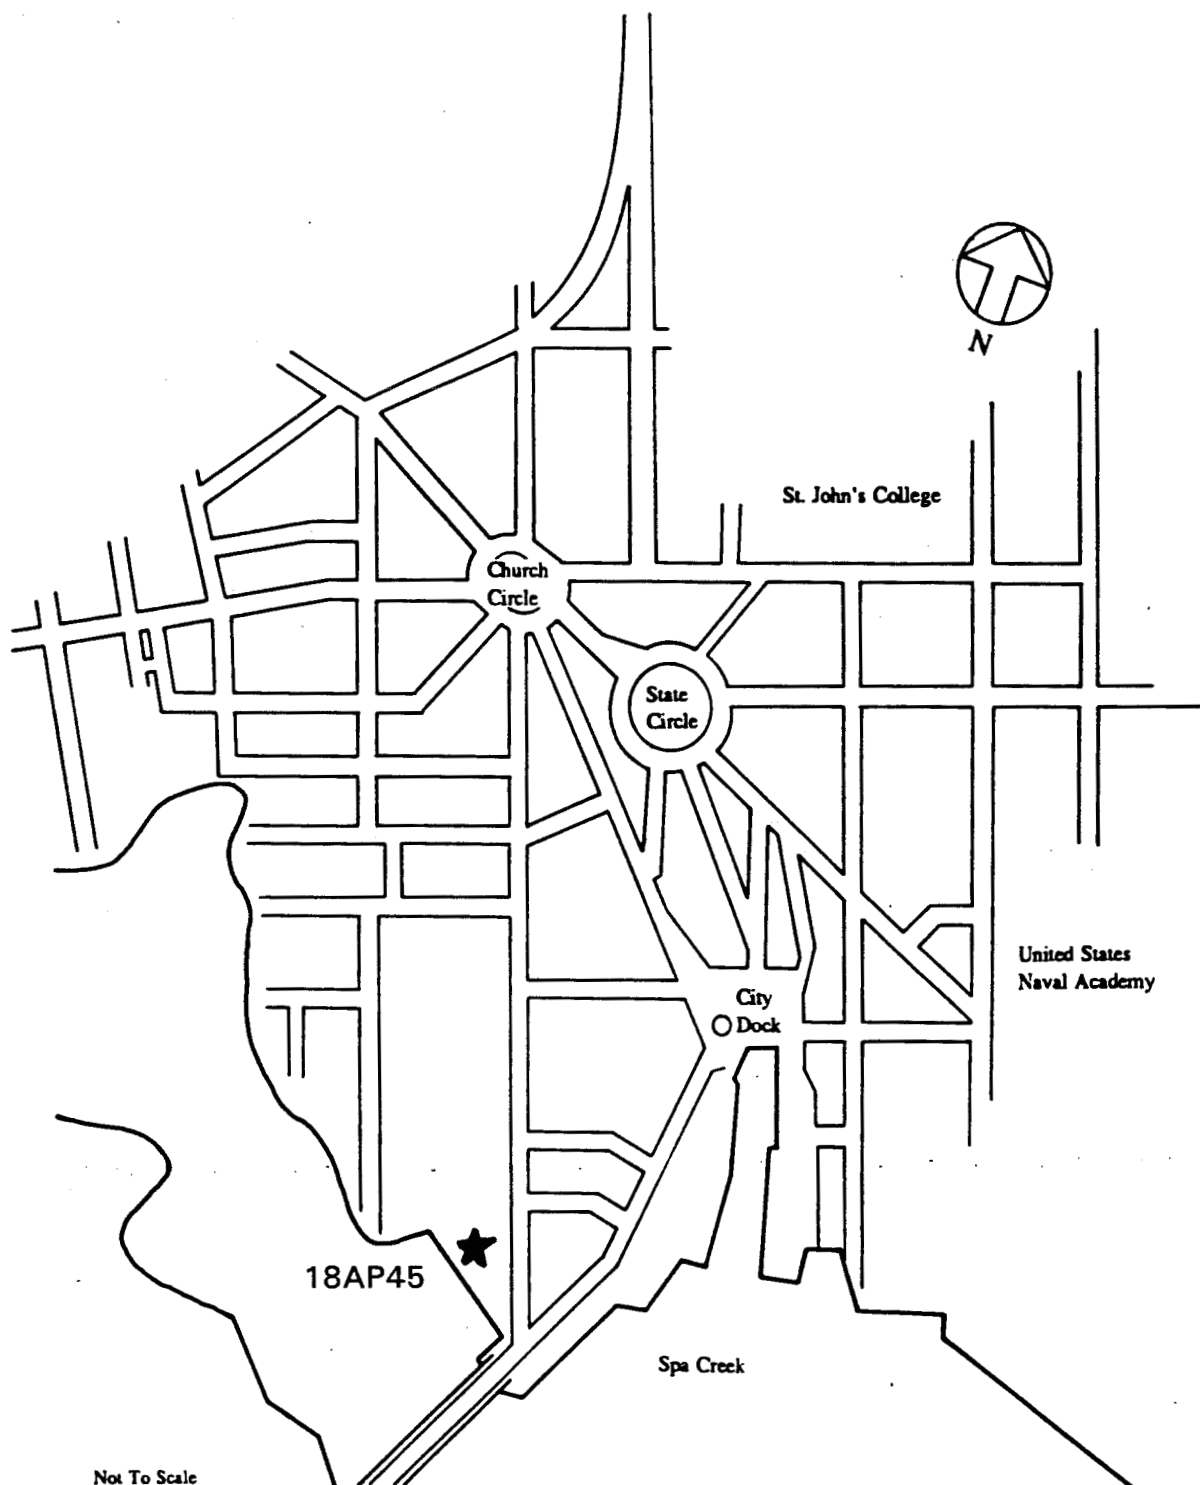 N
St. John's College
Church
Circle
State
Circle
United States
Naval Academy
City
Dock
18AP45
Spa Creek
Not To Scale